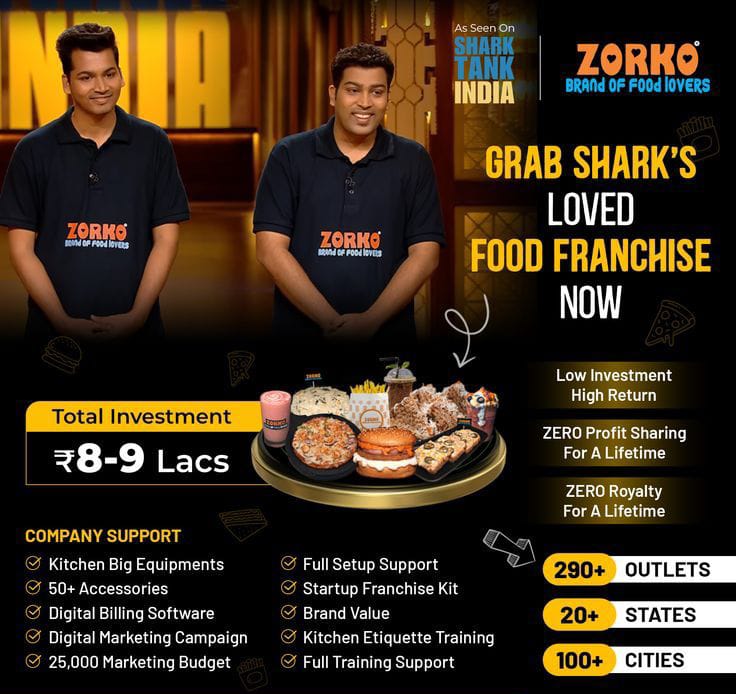 INDIA
As Seen On
SHARK
TANK
INDIA
ZORKO
BRAND OF FOOD LOVERS
GRAB SHARK'S
LOVED
FOOD FRANCHISE
NOW
ZORKO
BRAND OF FOOD LOVERS
ZORKO
BRAND OF FOOD LOVERS
Low Investment
High Return
ZERO Profit Sharing
For A Lifetime
ZERO Royalty
For A Lifetime
Total Investment
₹8-9 Lacs
ZORKO
COMPANY SUPPORT
Kitchen Big Equipments
50+ Accessories
Digital Billing Software
Digital Marketing Campaign
25,000 Marketing Budget
Full Setup Support
Startup Franchise Kit
Brand Value
Kitchen Etiquette Training
Full Training Support
290+ OUTLETS
20+ STATES
100+ CITIES